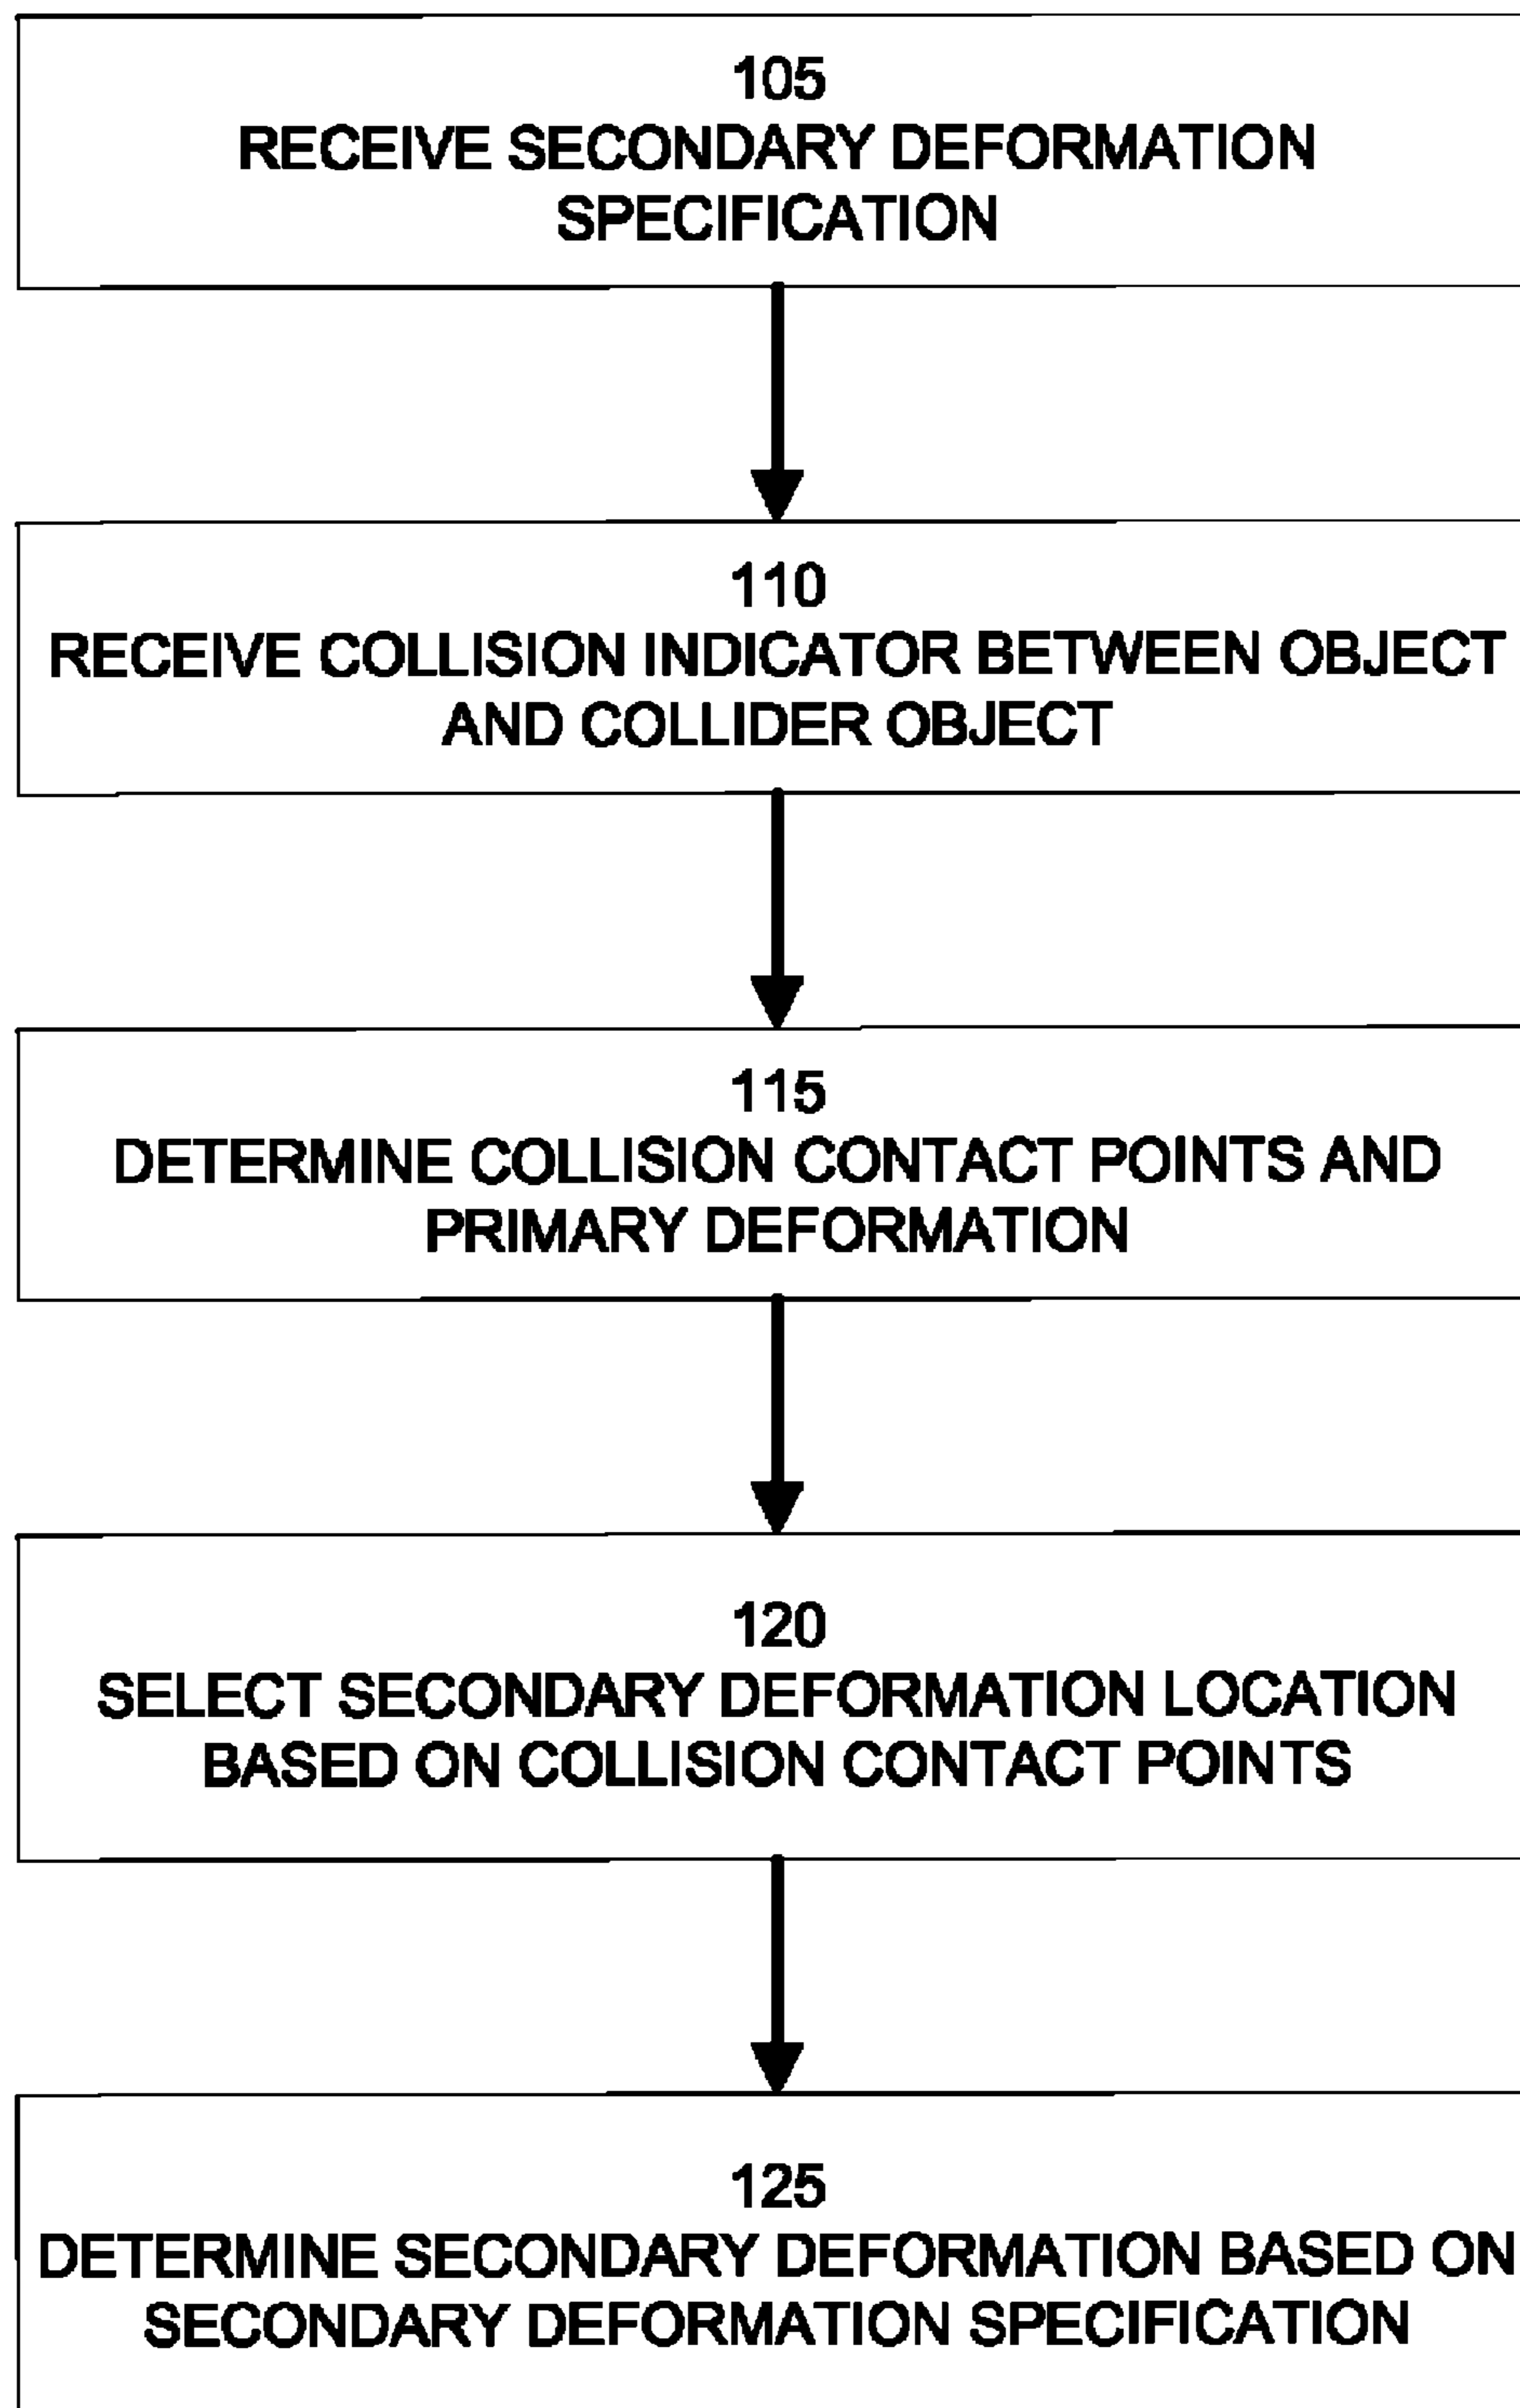 105
RECEIVE SECONDARY DEFORMATION
SPECIFICATION
110
RECEIVE COLLISION INDICATOR BETWEEN OBJECT
AND COLLIDER OBJECT
115
DETERMINE COLLISION CONTACT POINTS AND
PRIMARY DEFORMATION
120
SELECT SECONDARY DEFORMATION LOCATION
BASED ON COLLISION CONTACT POINTS
125
DETERMINE SECONDARY DEFORMATION BASED ON
SECONDARY DEFORMATION SPECIFICATION